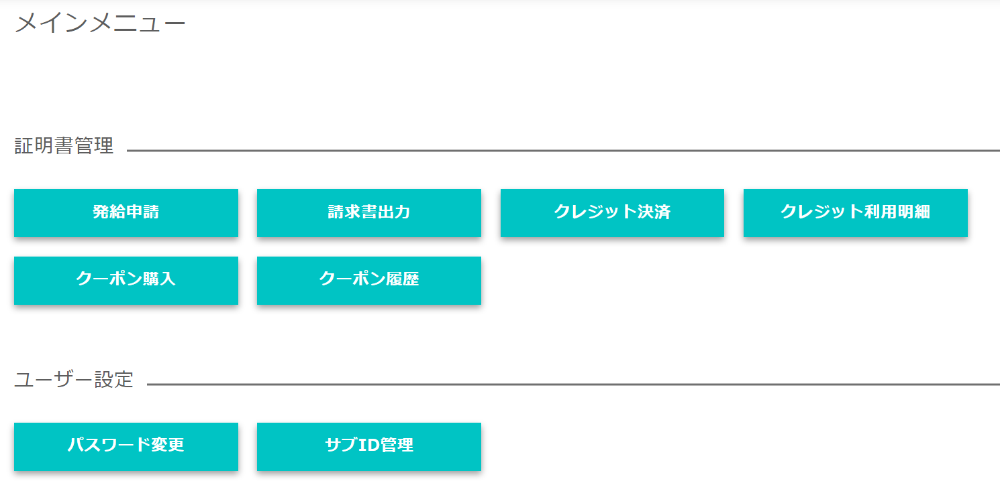 メインメニュー
証明書管理
発給申請
請求書出力
クレジット決済
クレジット利用明細
クーポン購入
クーポン履歴
ユーザー設定
パスワード変更
サブID管理